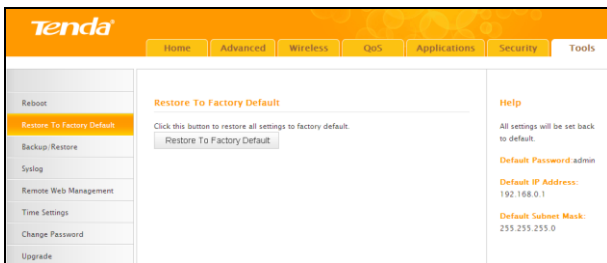 Tenda
Home Advanced Wireless QoS Applications Security Tools
Reboot
Restore To Factory Default
Backup/Restore
Syslog
Remote Web Management
Time Settings
Change Password
Upgrade
Restore To Factory Default
Click this button to restore all settings to factory default.
Restore To Factory Default
Help
All settings will be set back
to default.
Default Password:admin
Default IP Address:
192.168.0.1
Default Subnet Mask:
255.255.255.0